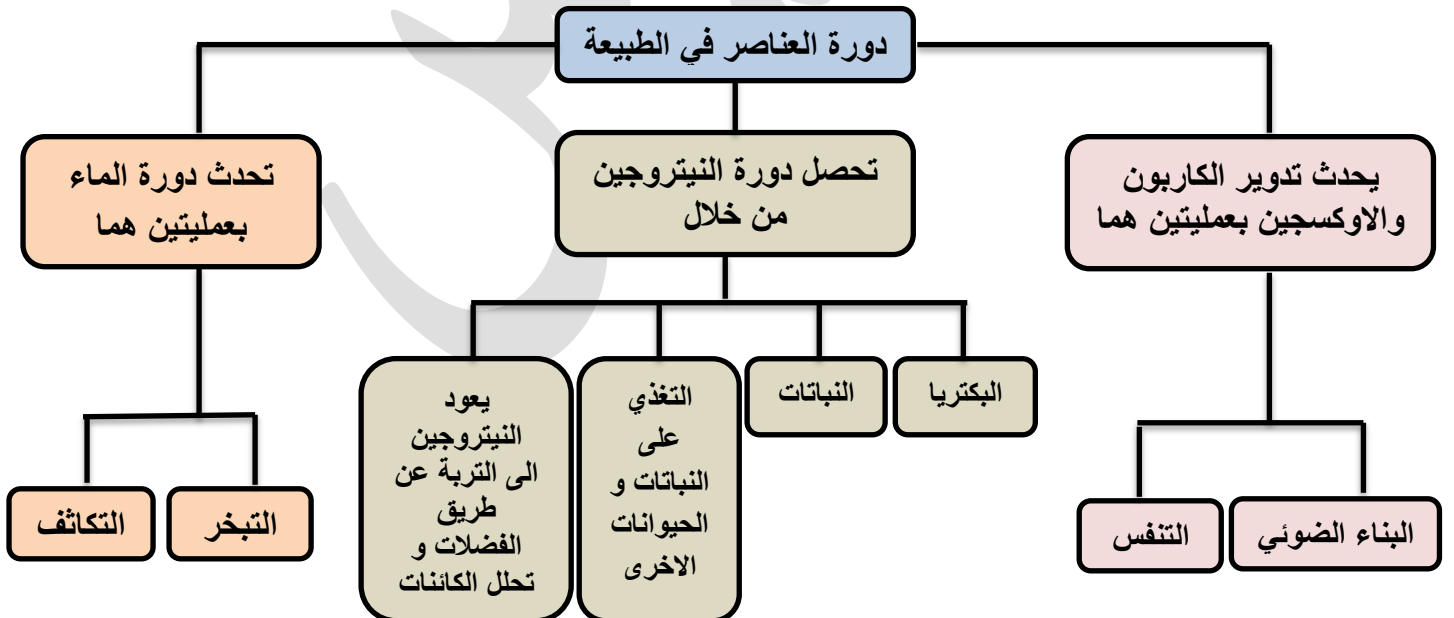 دورة العناصر في الطبيعة
يحدث تدوير الكاربون
والاوكسجين بعمليتين هما
تحصل دورة النيتروجين
من خلال
تحدث دورة الماء
بعمليتين هما
البناء الضوئي
التنفس
البكتريا
النباتات
التغذي
على
النباتات و
الحيوانات
الاخرى
يعود
النيتروجين
الى التربة عن
طريق
الفضلات و
تحلل الكائنات
التبخر
التكاثف